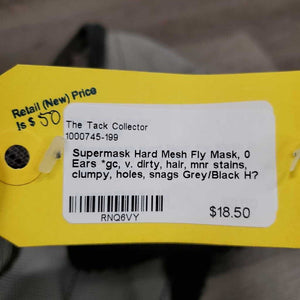 Retail (New) Price
Is $ 50
The Tack Collector
1000745-199
Supermask Hard Mesh Fly Mask, 0
Ears *gc, v. dirty, hair, mnr stains,
clumpy, holes, snags Grey/Black H?
RNQ6VY
$18.50